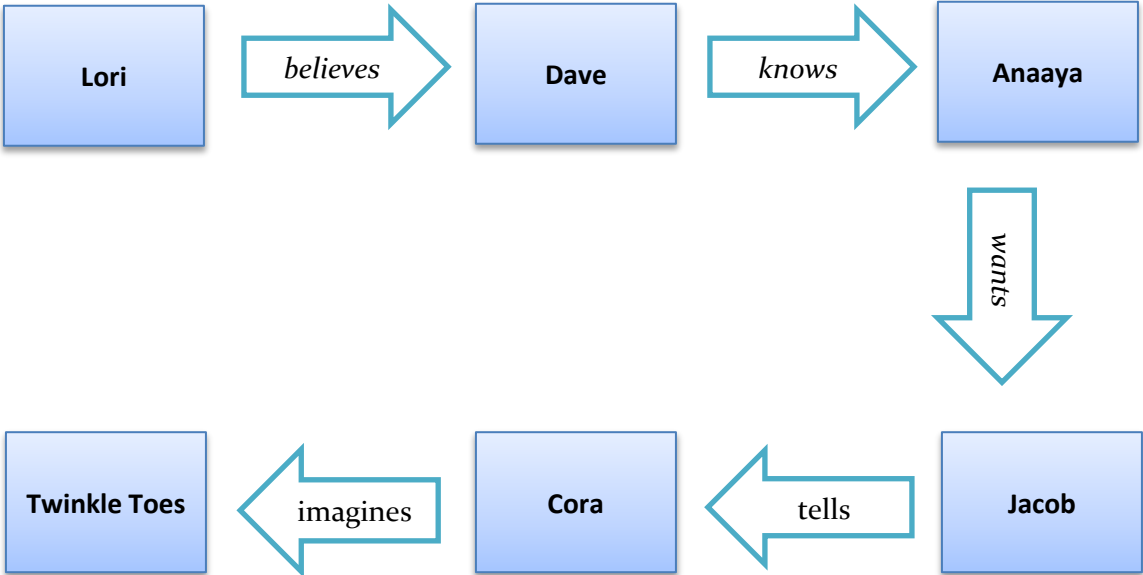 Lori
believes
Dave
knows
Anaaya
wants
Jacob
tells
Cora
imagines
Twinkle Toes